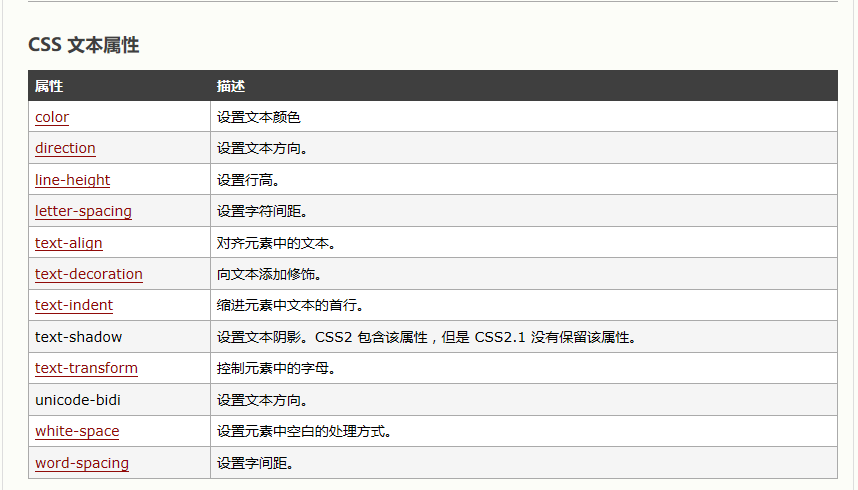 CSS 文本属性
属性 描述
color 设置文本颜色
direction 设置文本方向。
line-height 设置行高。
letter-spacing 设置字符间距。
text-align 对齐元素中的文本。
text-decoration 向文本添加修饰。
text-indent 缩进元素中文本的首行。
text-shadow 设置文本阴影。CSS2 包含该属性，但是 CSS2.1 没有保留该属性。
text-transform 控制元素中的字母。
unicode-bidi 设置文本方向。
white-space 设置元素中空白的处理方式。
word-spacing 设置字间距。